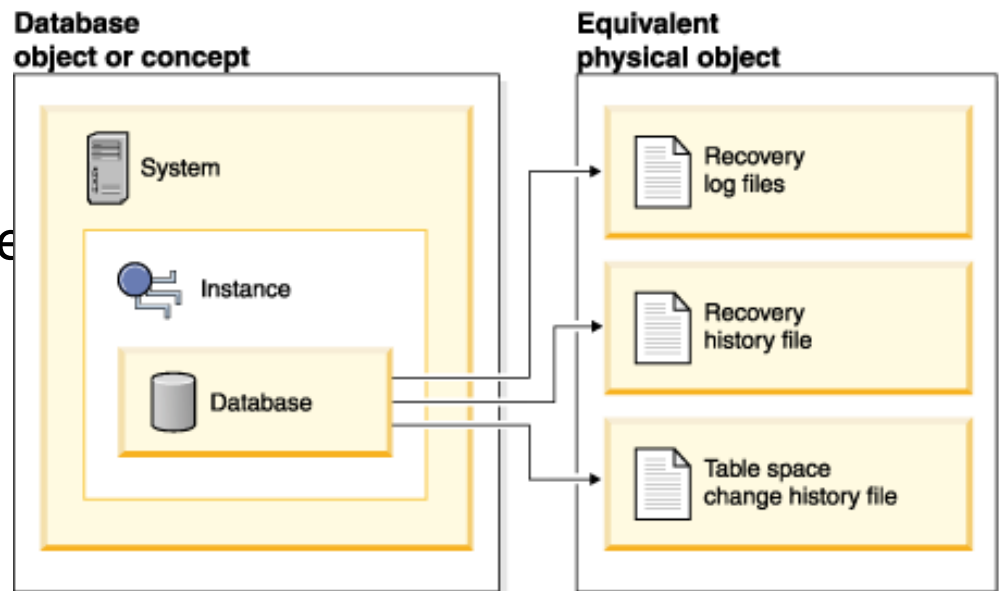 Database
object or concept
System
Instance
Database
Equivalent
physical object
Recovery
log files
Recovery
history file
Table space
change history file